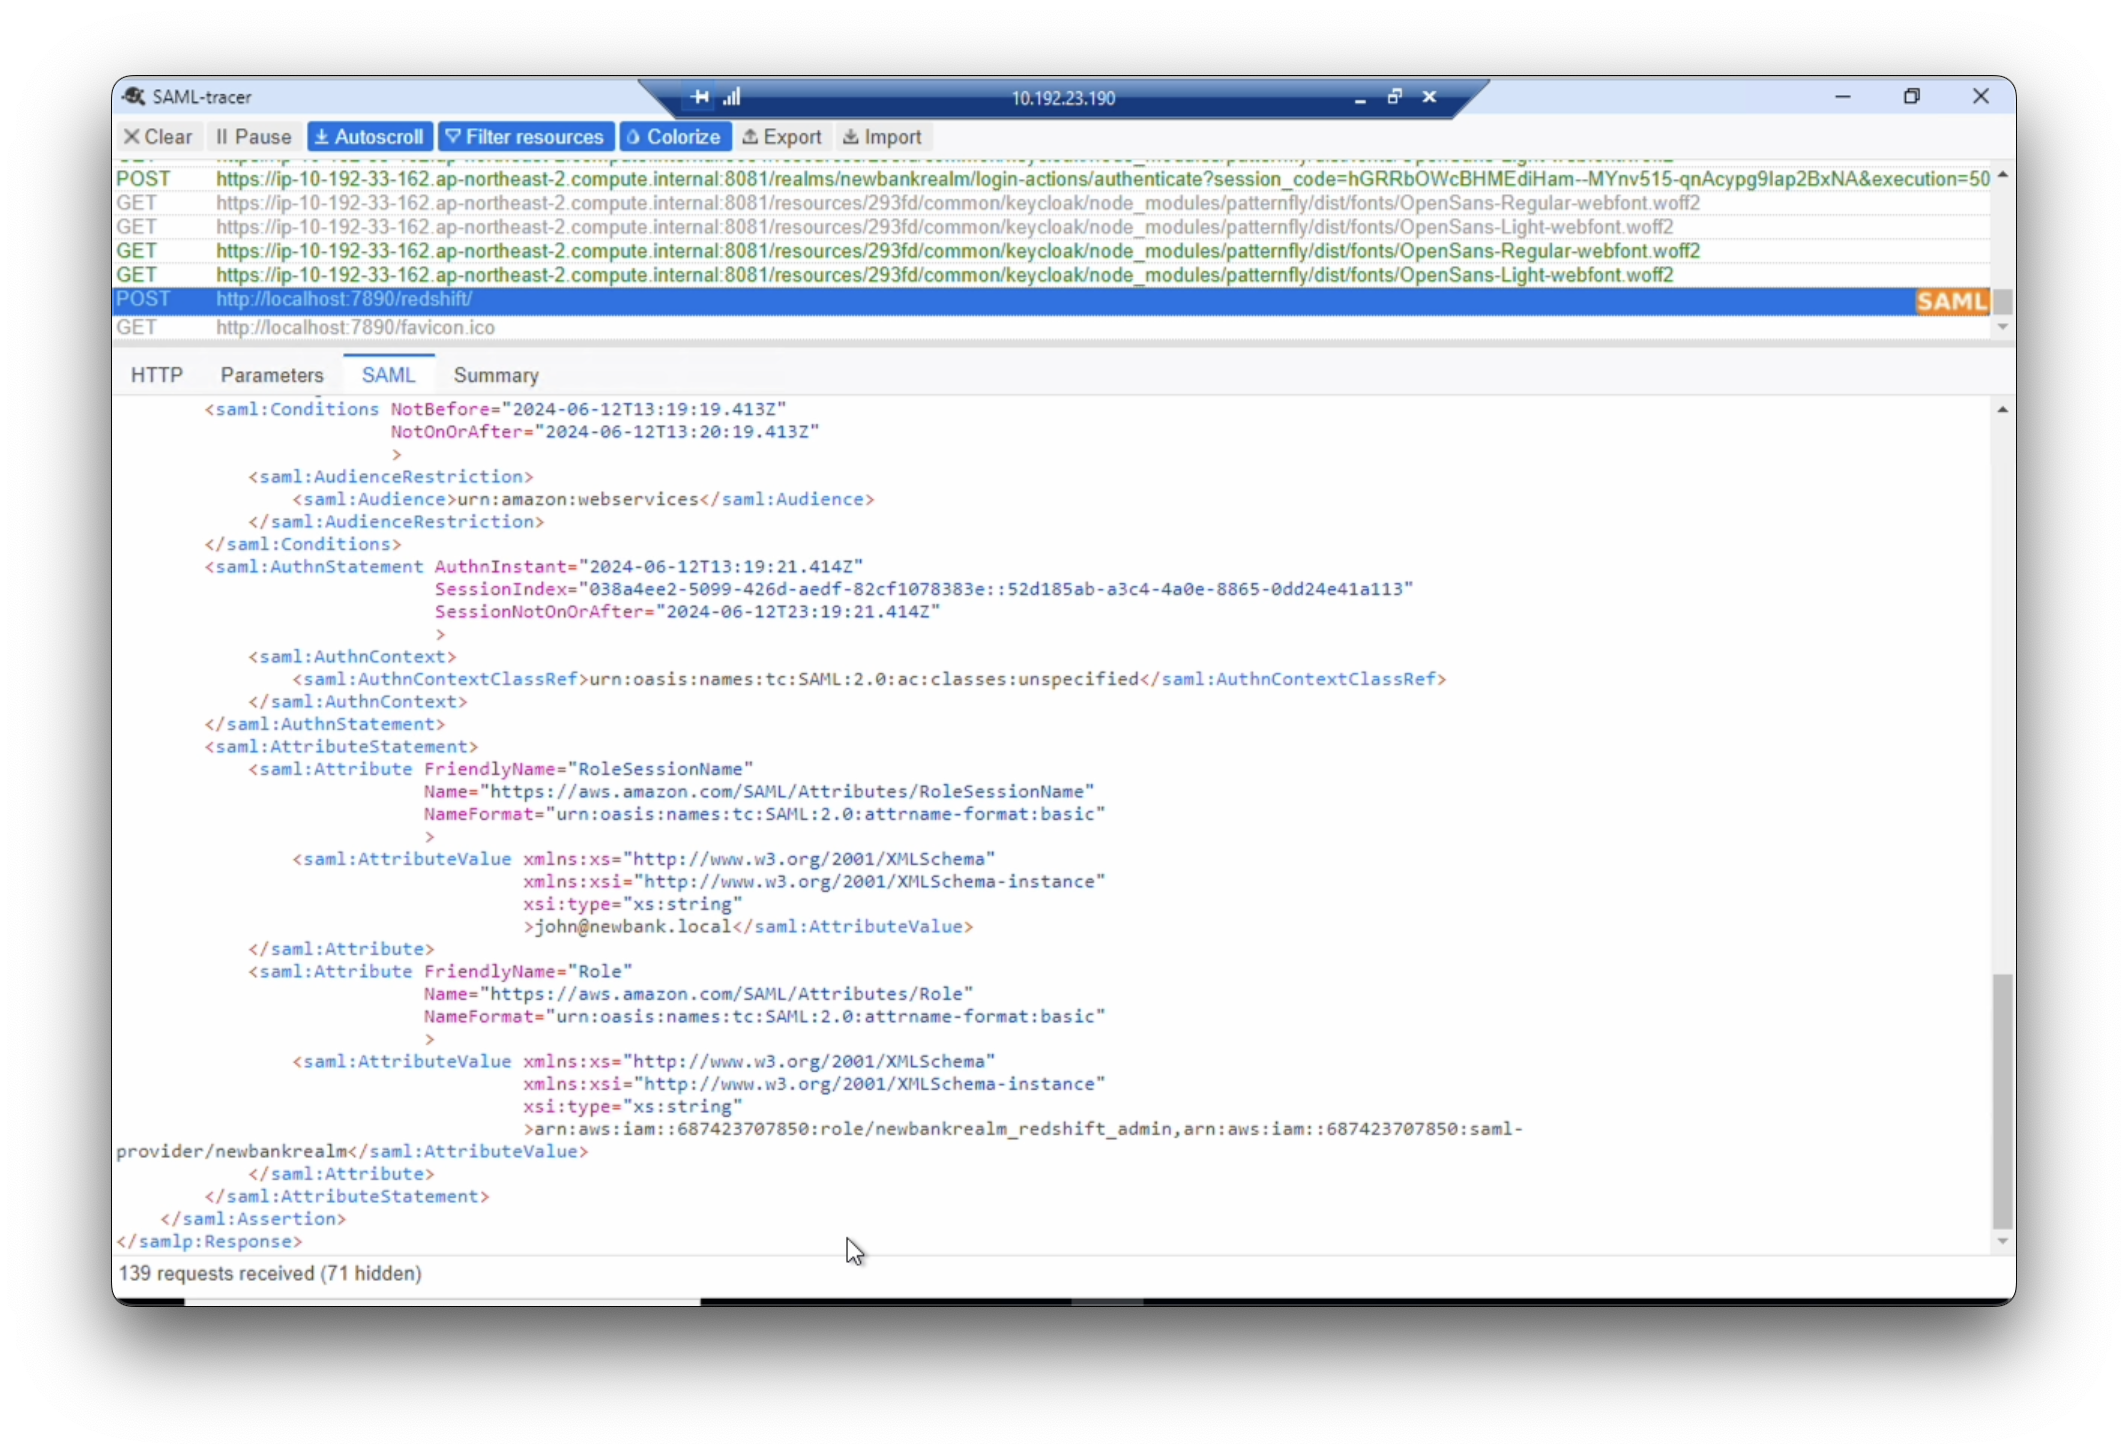 SAML-tracer
10.192.23.190
Clear Pause Autoscroll Filter resources Colorize Export Import
POST https://ip-10-192-33-162.ap-northeast-2.compute.internal:8081/realms/newbankrealm/login-actions/authenticate?session_code=hGRRbOWcBHMEdiHam--MYnv515-qnAcypg9Iap2BxNA&execution=50
GET https://ip-10-192-33-162.ap-northeast-2.compute.internal:8081/resources/293fd/common/keycloak/node_modules/patternfly/dist/fonts/OpenSans-Regular-webfont.woff2
GET https://ip-10-192-33-162.ap-northeast-2.compute.internal:8081/resources/293fd/common/keycloak/node_modules/patternfly/dist/fonts/OpenSans-Light-webfont.woff2
GET https://ip-10-192-33-162.ap-northeast-2.compute.internal:8081/resources/293fd/common/keycloak/node_modules/patternfly/dist/fonts/OpenSans-Regular-webfont.woff2
GET https://ip-10-192-33-162.ap-northeast-2.compute.internal:8081/resources/293fd/common/keycloak/node_modules/patternfly/dist/fonts/OpenSans-Light-webfont.woff2
POST http://localhost:7890/redshift/ SAML
GET http://localhost:7890/favicon.ico
HTTP Parameters SAML Summary
<saml:Conditions NotBefore="2024-06-12T13:19:19.413Z"
NotOnOrAfter="2024-06-12T13:20:19.413Z"
>
<saml:AudienceRestriction>
<saml:Audience>urn:amazon:webservices</saml:Audience>
</saml:AudienceRestriction>
</saml:Conditions>
<saml:AuthnStatement AuthnInstant="2024-06-12T13:19:21.414Z"
SessionIndex="038a4ee2-5099-426d-aedf-82cf1078383e::52d185ab-a3c4-4a0e-8865-0dd24e41a113"
SessionNotOnOrAfter="2024-06-12T23:19:21.414Z"
>
<saml:AuthnContext>
<saml:AuthnContextClassRef>urn:oasis:names:tc:SAML:2.0:ac:classes:unspecified</saml:AuthnContextClassRef>
</saml:AuthnContext>
</saml:AuthnStatement>
<saml:AttributeStatement>
<saml:Attribute FriendlyName="RoleSessionName"
Name="https://aws.amazon.com/SAML/Attributes/RoleSessionName"
NameFormat="urn:oasis:names:tc:SAML:2.0:attrname-format:basic"
>
<saml:AttributeValue xmlns:xs="http://www.w3.org/2001/XMLSchema"
xmlns:xsi="http://www.w3.org/2001/XMLSchema-instance"
xsi:type="xs:string"
>john@newbank.local</saml:AttributeValue>
</saml:Attribute>
<saml:Attribute FriendlyName="Role"
Name="https://aws.amazon.com/SAML/Attributes/Role"
NameFormat="urn:oasis:names:tc:SAML:2.0:attrname-format:basic"
>
<saml:AttributeValue xmlns:xs="http://www.w3.org/2001/XMLSchema"
xmlns:xsi="http://www.w3.org/2001/XMLSchema-instance"
xsi:type="xs:string"
>arn:aws:iam::687423707850:role/newbankrealm_redshift_admin,arn:aws:iam::687423707850:saml-
provider/newbankrealm</saml:AttributeValue>
</saml:Attribute>
</saml:AttributeStatement>
</saml:Assertion>
</samlp:Response>
139 requests received (71 hidden)